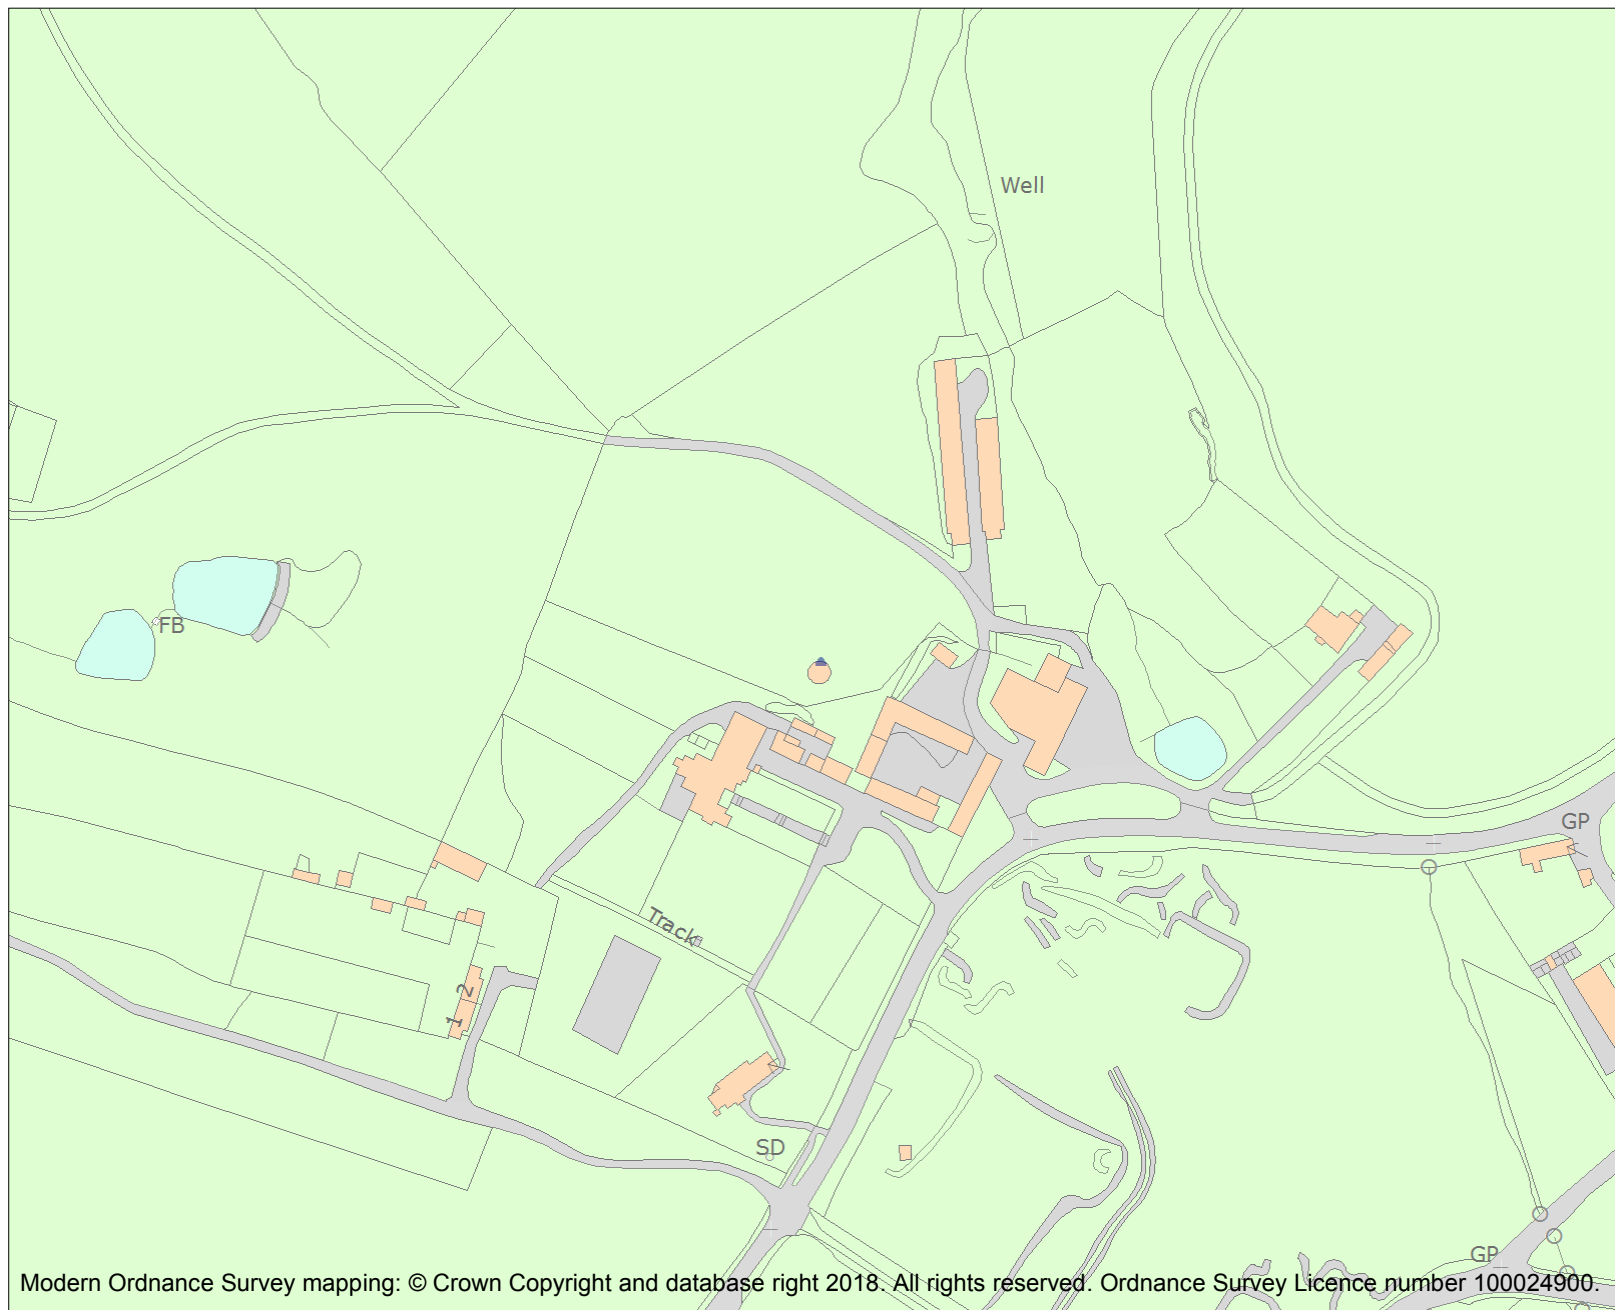 Well
FB
GP
Track
2
1
SD
GP
Modern Ordnance Survey mapping: © Crown Copyright and database right 2018. All rights reserved. Ordnance Survey Licence number 100024900.